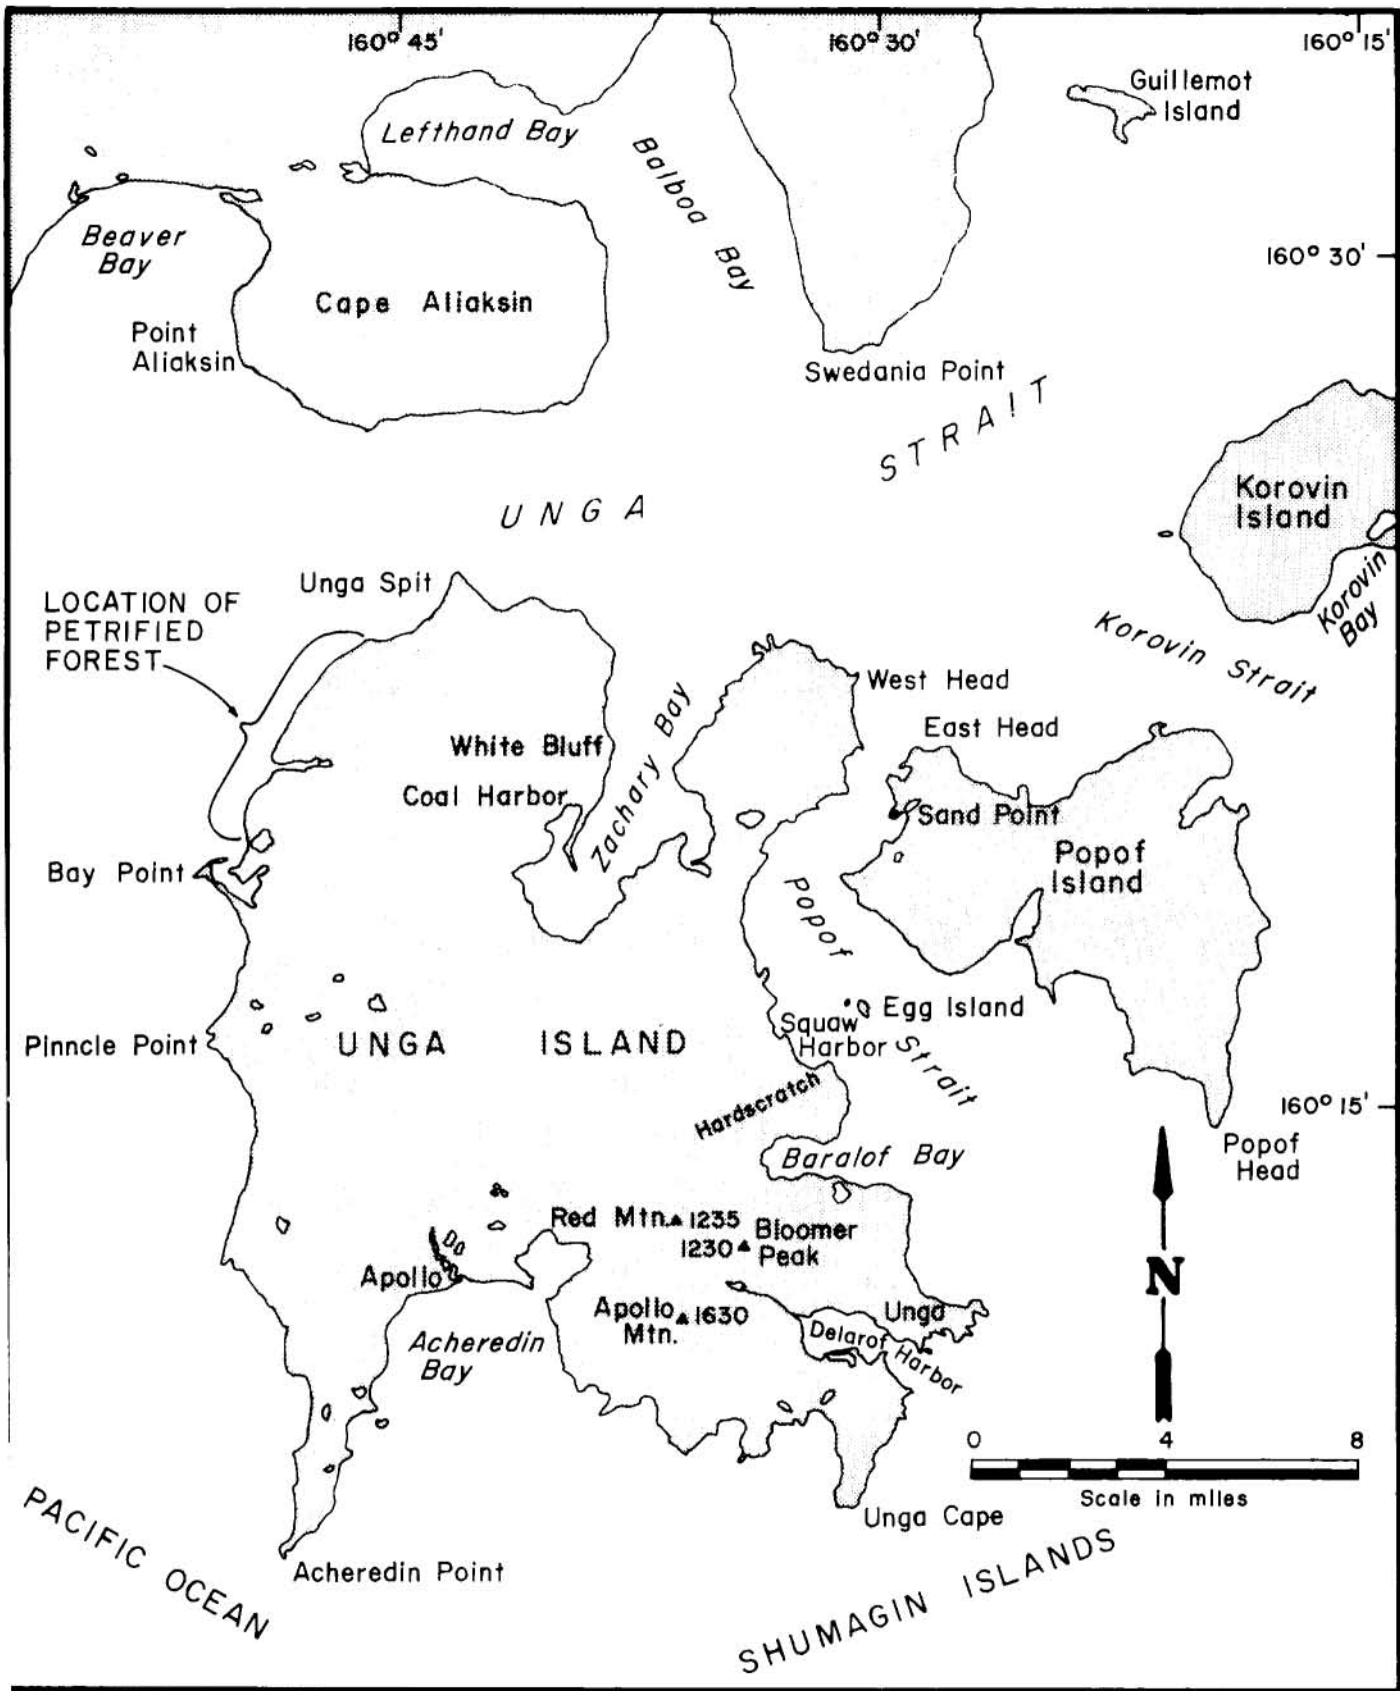 160° 45'
160° 30'
160° 15'
Guillemot
Island
Lefthand Bay
Balboa Bay
Beaver
Bay
160° 30'
Cape Aliaksin
Point
Aliaksin
Swedania Point
UNGA STRAIT
Korovin
Island
Korovin
Bay
Korovin Strait
Unga Spit
LOCATION OF
PETRIFIED
FOREST
West Head
East Head
White Bluff
Zachary Bay
Coal Harbor
Sand Point
Popof
Island
Bay Point
Popof Strait
Egg Island
Squaw
Harbor
Pinncle Point
UNGA ISLAND
Hardscratch
160° 15'
Baralof Bay
Popof
Head
Red Mtn. 1235
1230
Bloomer
Peak
Da
Apollo
Apollo
Mtn.
1630
Unga
Delarof Harbor
Acheredin
Bay
N
0 4 8
Scale in miles
Unga Cape
Acheredin Point
PACIFIC OCEAN
SHUMAGIN ISLANDS